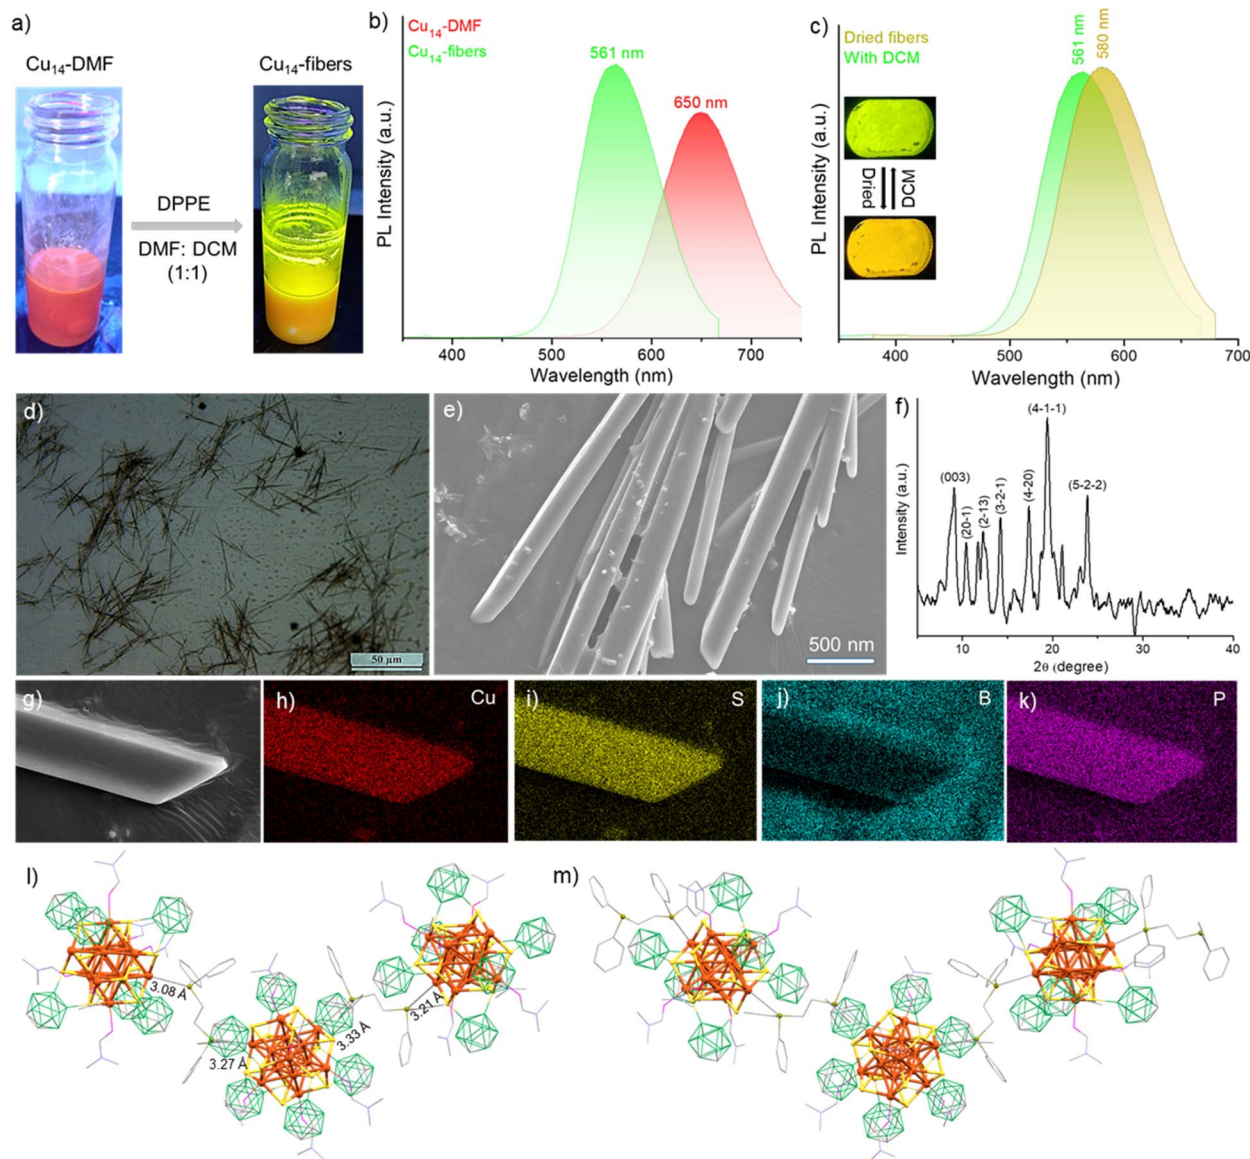 a)
Cu14-DMF
Cu14-fibers
DPPE
DMF: DCM
(1:1)
b)
Cu14-DMF
Cu14-fibers
561 nm
650 nm
PL Intensity (a.u.)
400
500
600
700
Wavelength (nm)
c)
Dried fibers
With DCM
561 nm
580 nm
Dried
DCM
PL Intensity (a.u.)
400
500
600
700
Wavelength (nm)
d)
50 μm
e)
500 nm
f)
Intensity (a.u.)
(003)
(20-1)
(2-13)
(3-2-1)
(4-20)
(4-1-1)
(5-2-2)
10
20
30
40
2θ (degree)
g)
h)
Cu
i)
S
j)
B
k)
P
l)
3.08 Å
3.27 Å
3.33 Å
3.21 Å
m)